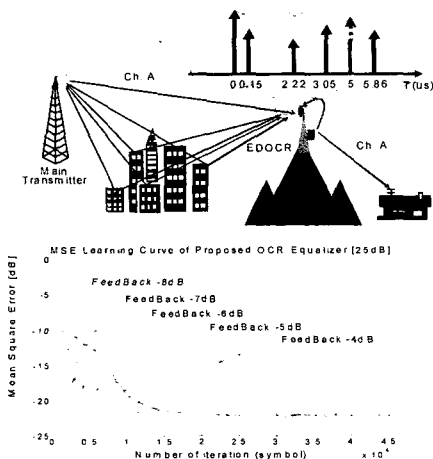 Ch. A
0 0.45 2 22 3 05 5 5 86 T (us)
Main
Transmitter
EDOCR
Ch. A
MSE Learning Curve of Proposed OCR Equalizer [25dB]
Mean Square Error [dB]
0
-5
-10
-15
-20
-25
FeedBack -8dB
FeedBack -7dB
FeedBack -6dB
FeedBack -5dB
FeedBack -4dB
0 0.5 1 1.5 2 2.5 3 3.5 4 4.5
Number of iteration (symbol) × 10⁴